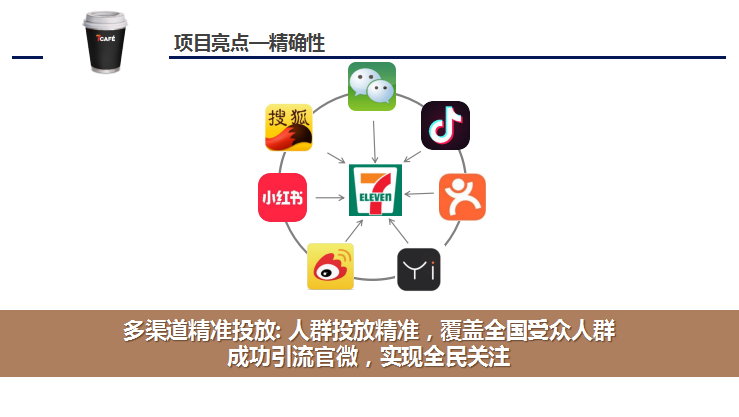 7CAFÉ
项目亮点—精确性
搜狐
小红书
7
ELEVEN
Yi
多渠道精准投放: 人群投放精准，覆盖全国受众人群
成功引流官微，实现全民关注